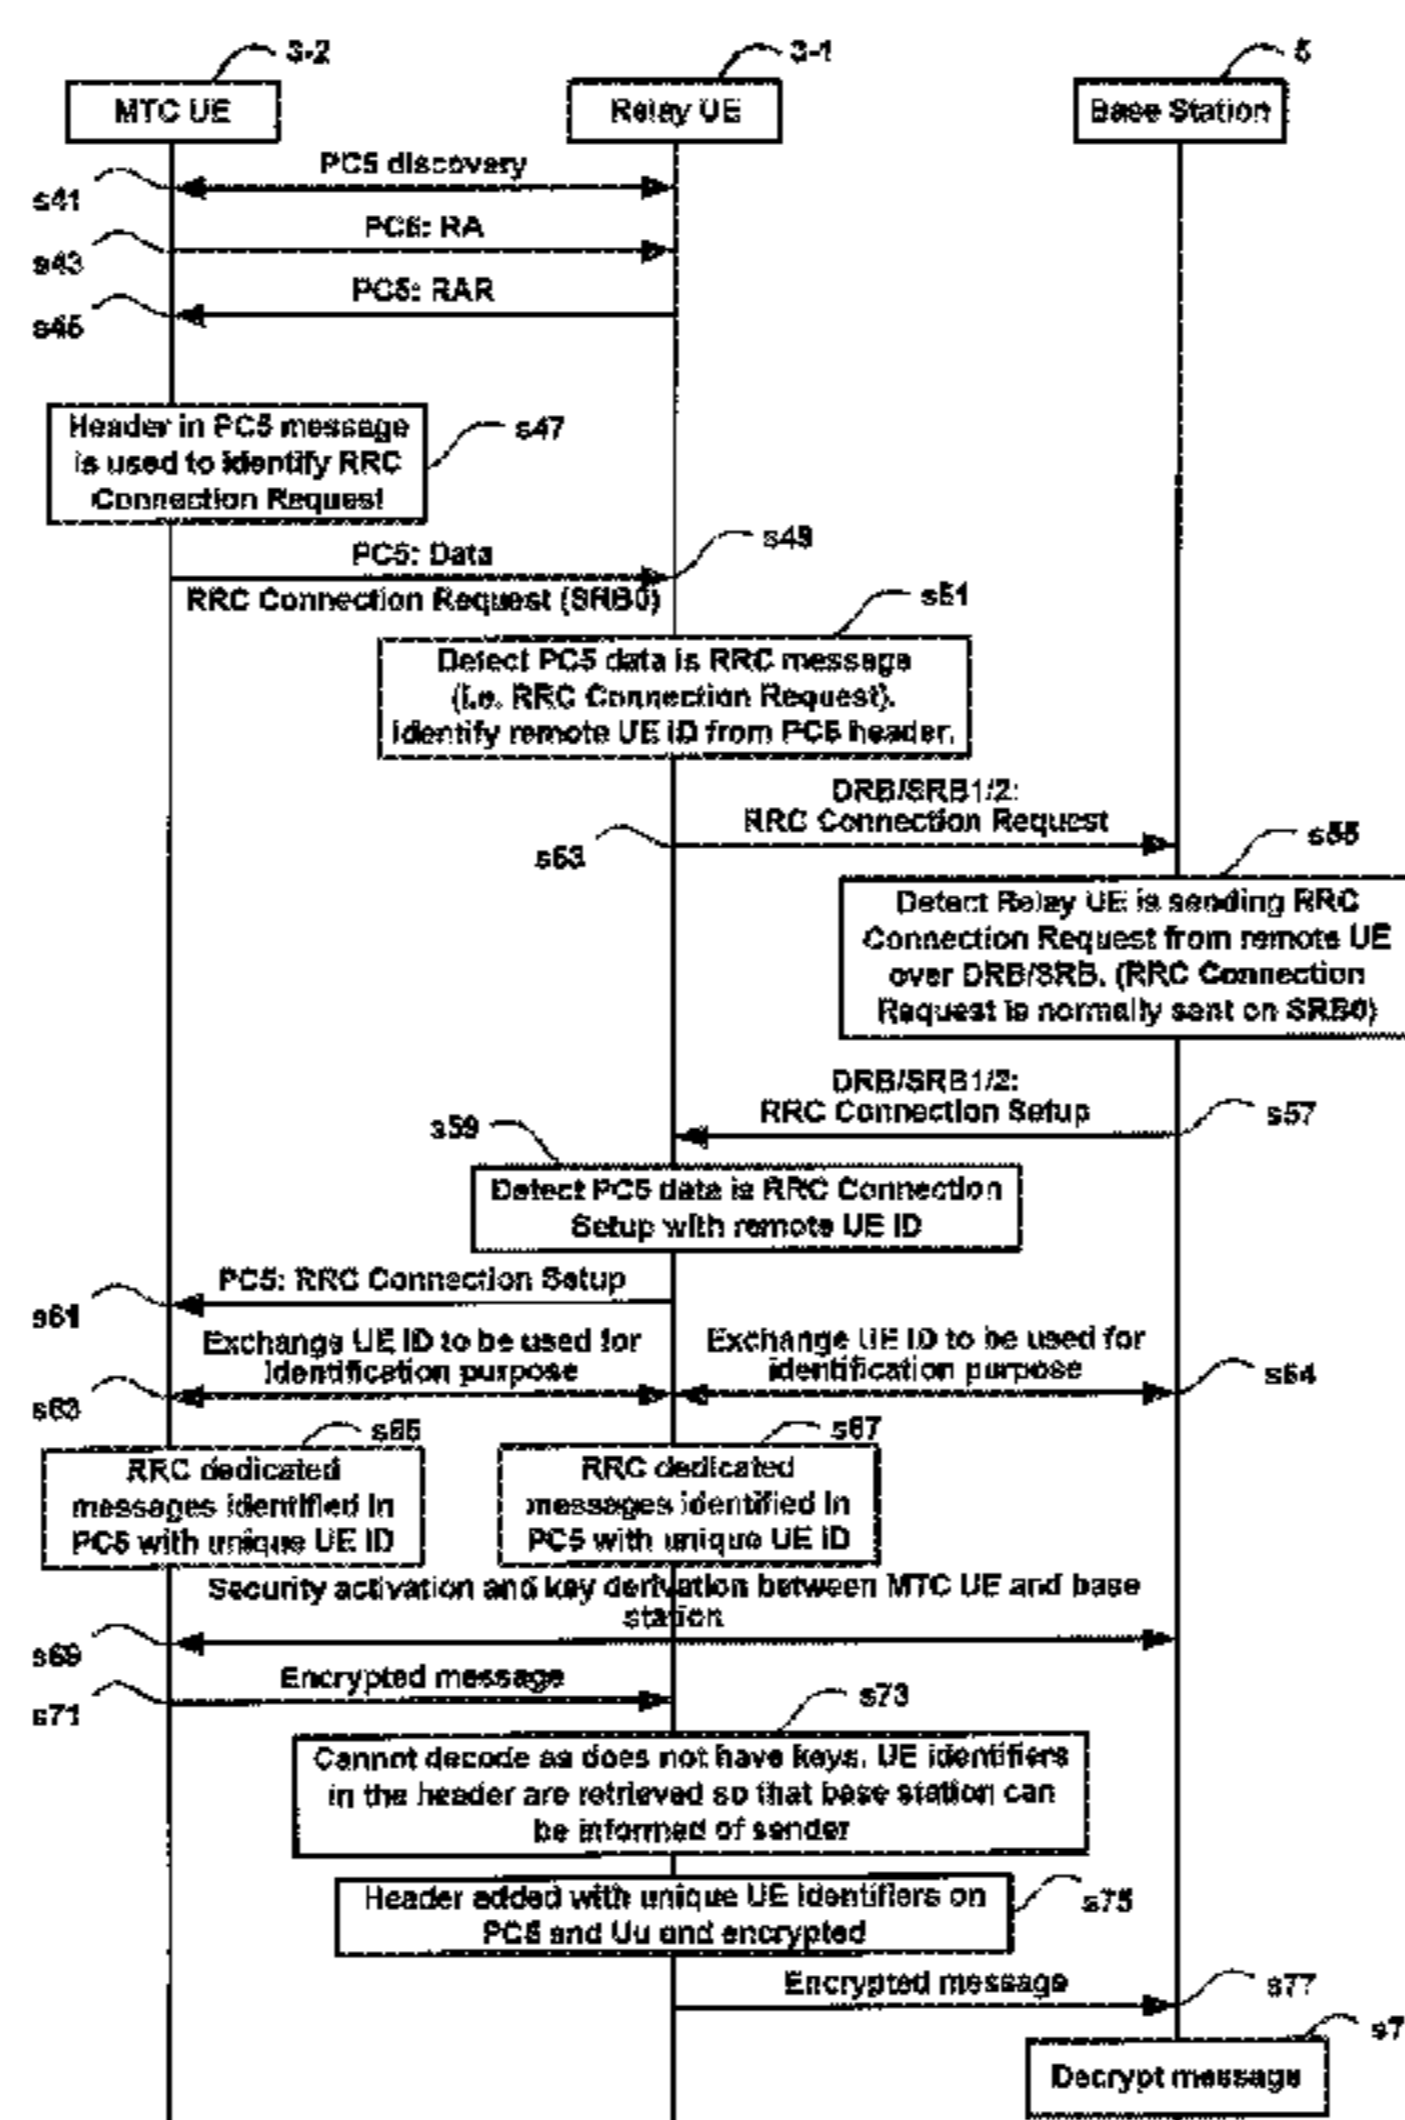 3-2
3-1
5
MTC UE
Relay UE
Base Station
PC5 discovery
s41
PC5: RA
s43
PC5: RAR
s45
Header in PC5 message
is used to identify RRC
Connection Request
s47
PC5: Data
s49
RRC Connection Request (SRB0)
s51
Detect PC5 data is RRC message
(i.e. RRC Connection Request).
Identify remote UE ID from PC5 header.
DRB/SRB1/2:
RRC Connection Request
s53
s55
Detect Relay UE is sending RRC
Connection Request from remote UE
over DRB/SRB. (RRC Connection
Request is normally sent on SRB0)
DRB/SRB1/2:
RRC Connection Setup
s57
s59
Detect PC5 data is RRC Connection
Setup with remote UE ID
PC5: RRC Connection Setup
s61
Exchange UE ID to be used for
identification purpose
s63
Exchange UE ID to be used for
identification purpose
s64
s65
RRC dedicated
messages identified in
PC5 with unique UE ID
s67
RRC dedicated
messages identified in
PC5 with unique UE ID
Security activation and key derivation between MTC UE and base
station
s69
Encrypted message
s71
s73
Cannot decode as does not have keys. UE identifiers
in the header are retrieved so that base station can
be informed of sender
Header added with unique UE identifiers on
PC5 and Uu and encrypted
s75
Encrypted message
s77
s7
Decrypt message